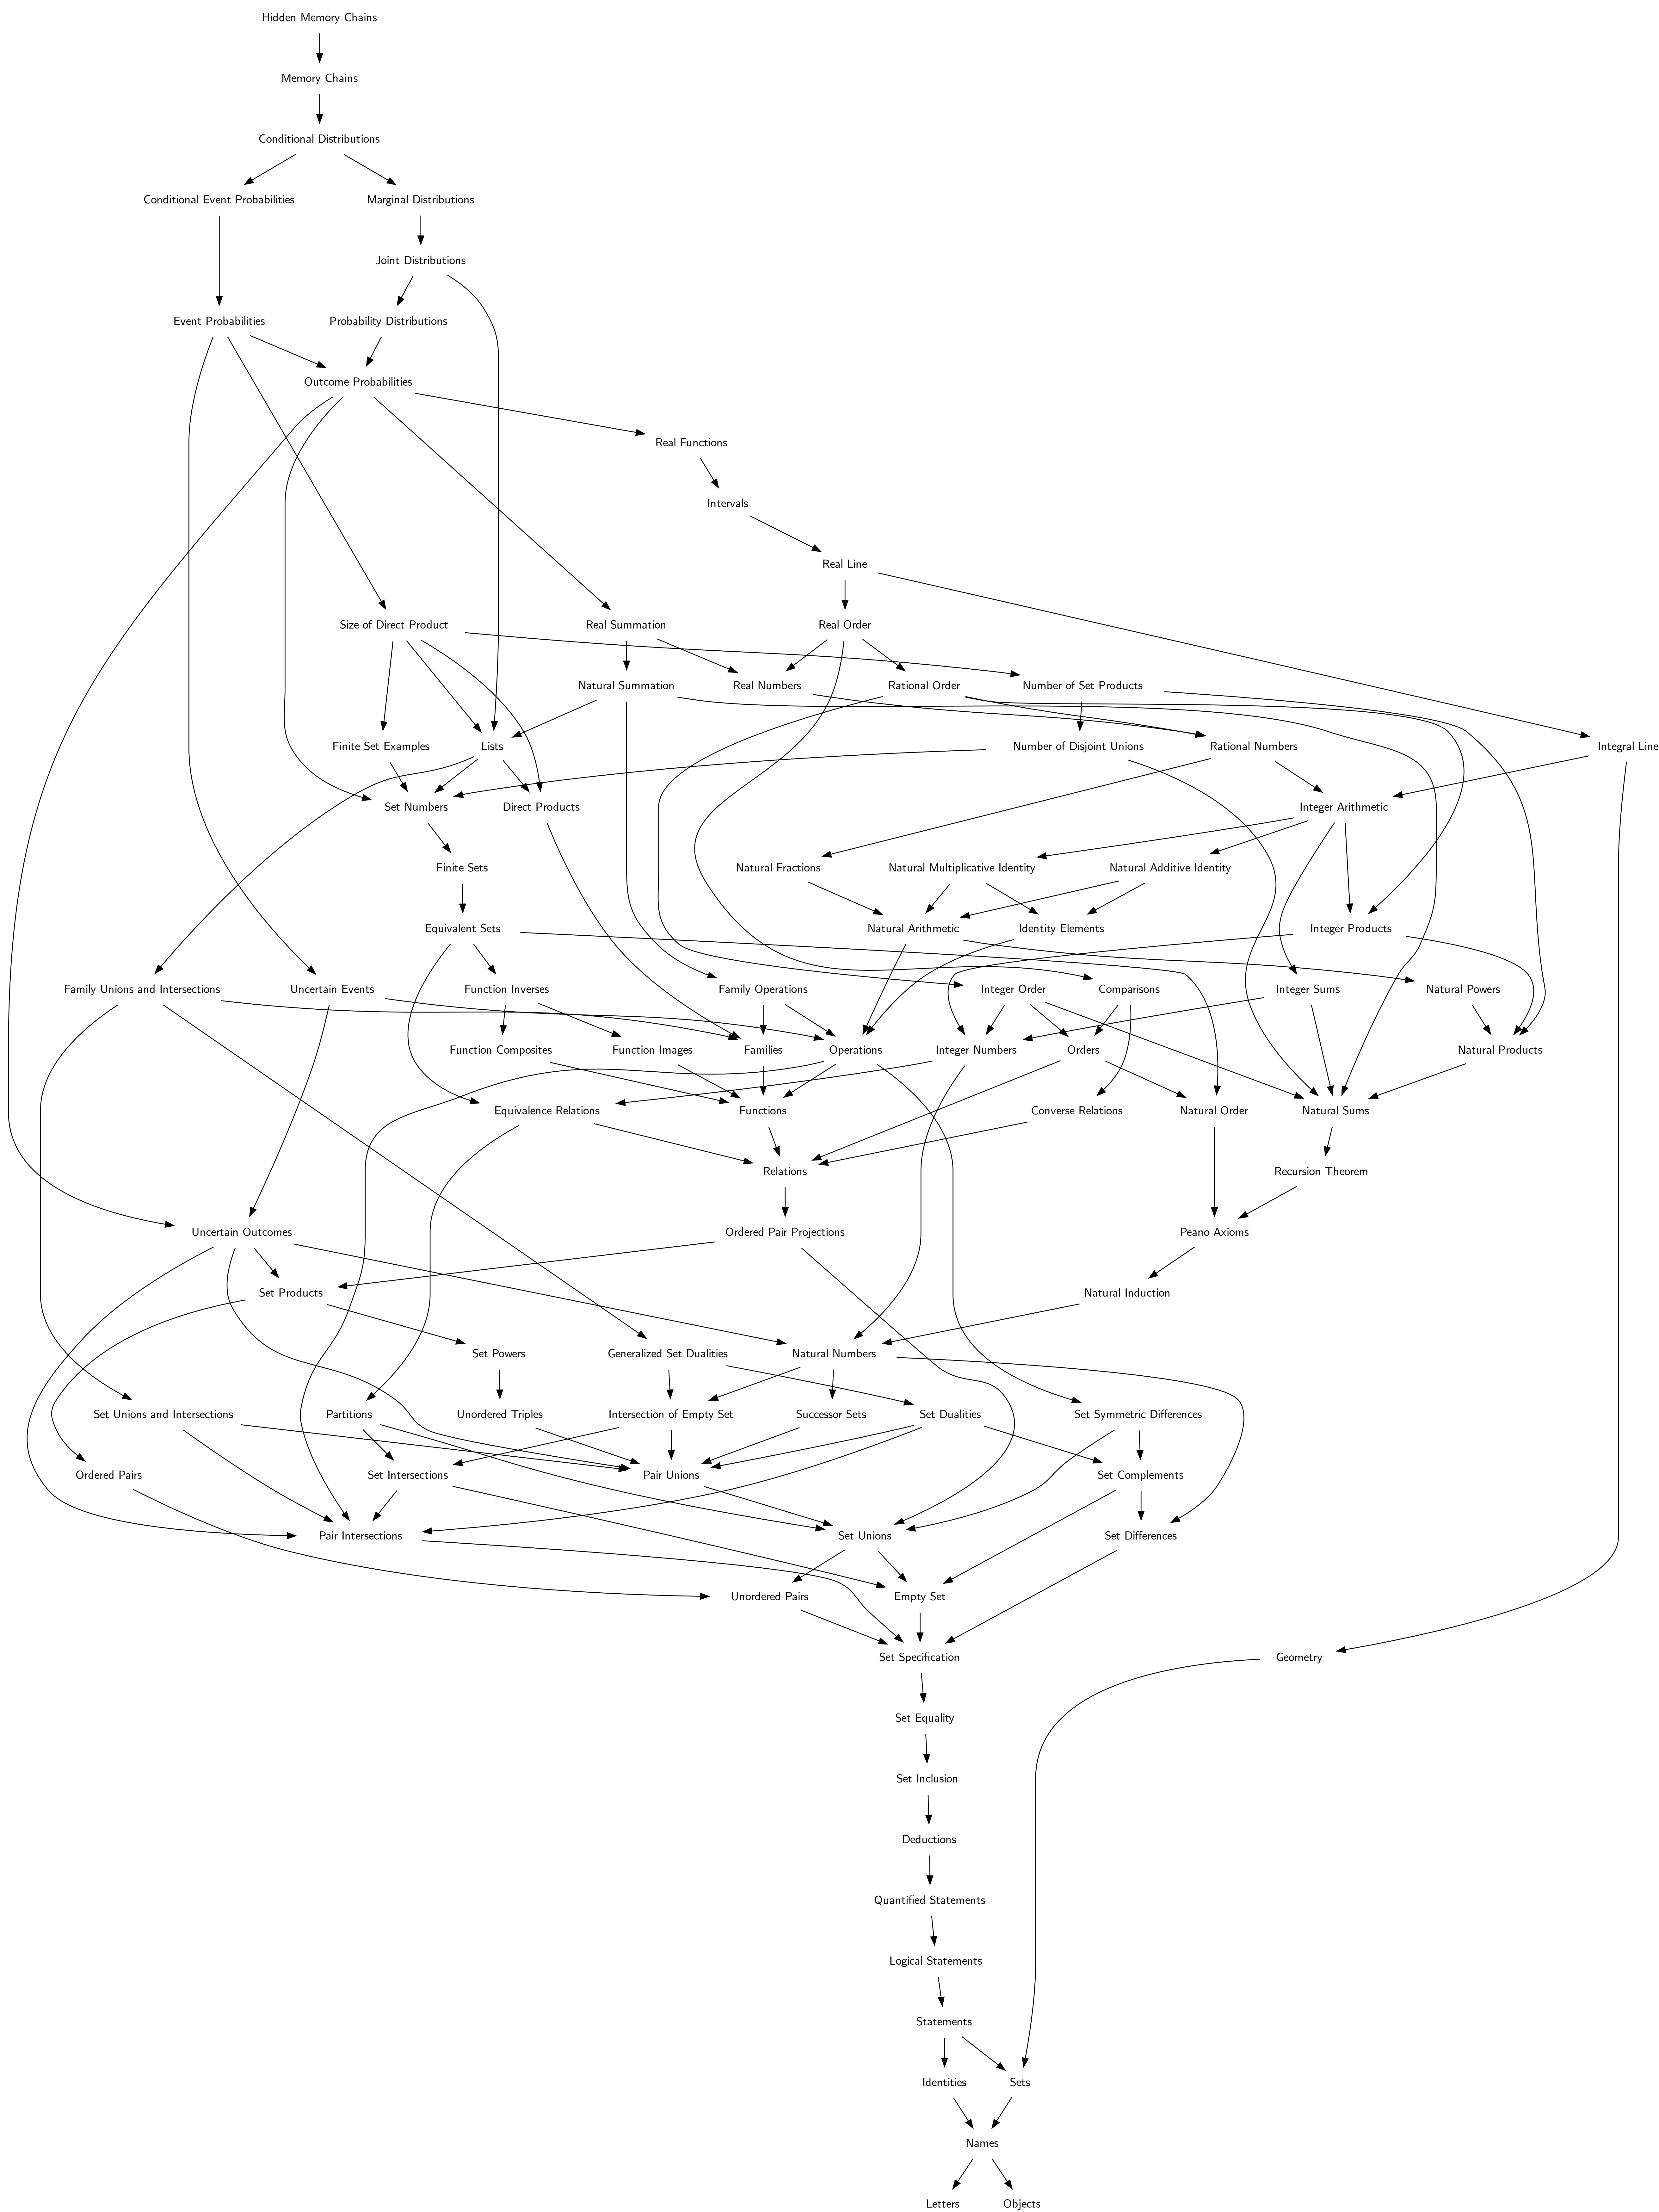 Hidden Memory Chains
Memory Chains
Conditional Distributions
Conditional Event Probabilities
Marginal Distributions
Joint Distributions
Event Probabilities
Probability Distributions
Outcome Probabilities
Real Functions
Intervals
Real Line
Size of Direct Product
Real Summation
Real Order
Natural Summation
Real Numbers
Rational Order
Number of Set Products
Finite Set Examples
Lists
Number of Disjoint Unions
Rational Numbers
Integral Line
Set Numbers
Direct Products
Integer Arithmetic
Finite Sets
Natural Fractions
Natural Multiplicative Identity
Natural Additive Identity
Equivalent Sets
Natural Arithmetic
Identity Elements
Integer Products
Family Unions and Intersections
Uncertain Events
Function Inverses
Family Operations
Integer Order
Comparisons
Integer Sums
Natural Powers
Function Composites
Function Images
Families
Operations
Integer Numbers
Orders
Natural Products
Equivalence Relations
Functions
Converse Relations
Natural Order
Natural Sums
Relations
Recursion Theorem
Uncertain Outcomes
Ordered Pair Projections
Peano Axioms
Set Products
Natural Induction
Set Powers
Generalized Set Dualities
Natural Numbers
Set Unions and Intersections
Partitions
Unordered Triples
Intersection of Empty Set
Successor Sets
Set Dualities
Set Symmetric Differences
Ordered Pairs
Set Intersections
Pair Unions
Set Complements
Pair Intersections
Set Unions
Set Differences
Unordered Pairs
Empty Set
Set Specification
Geometry
Set Equality
Set Inclusion
Deductions
Quantified Statements
Logical Statements
Statements
Identities
Sets
Names
Letters
Objects